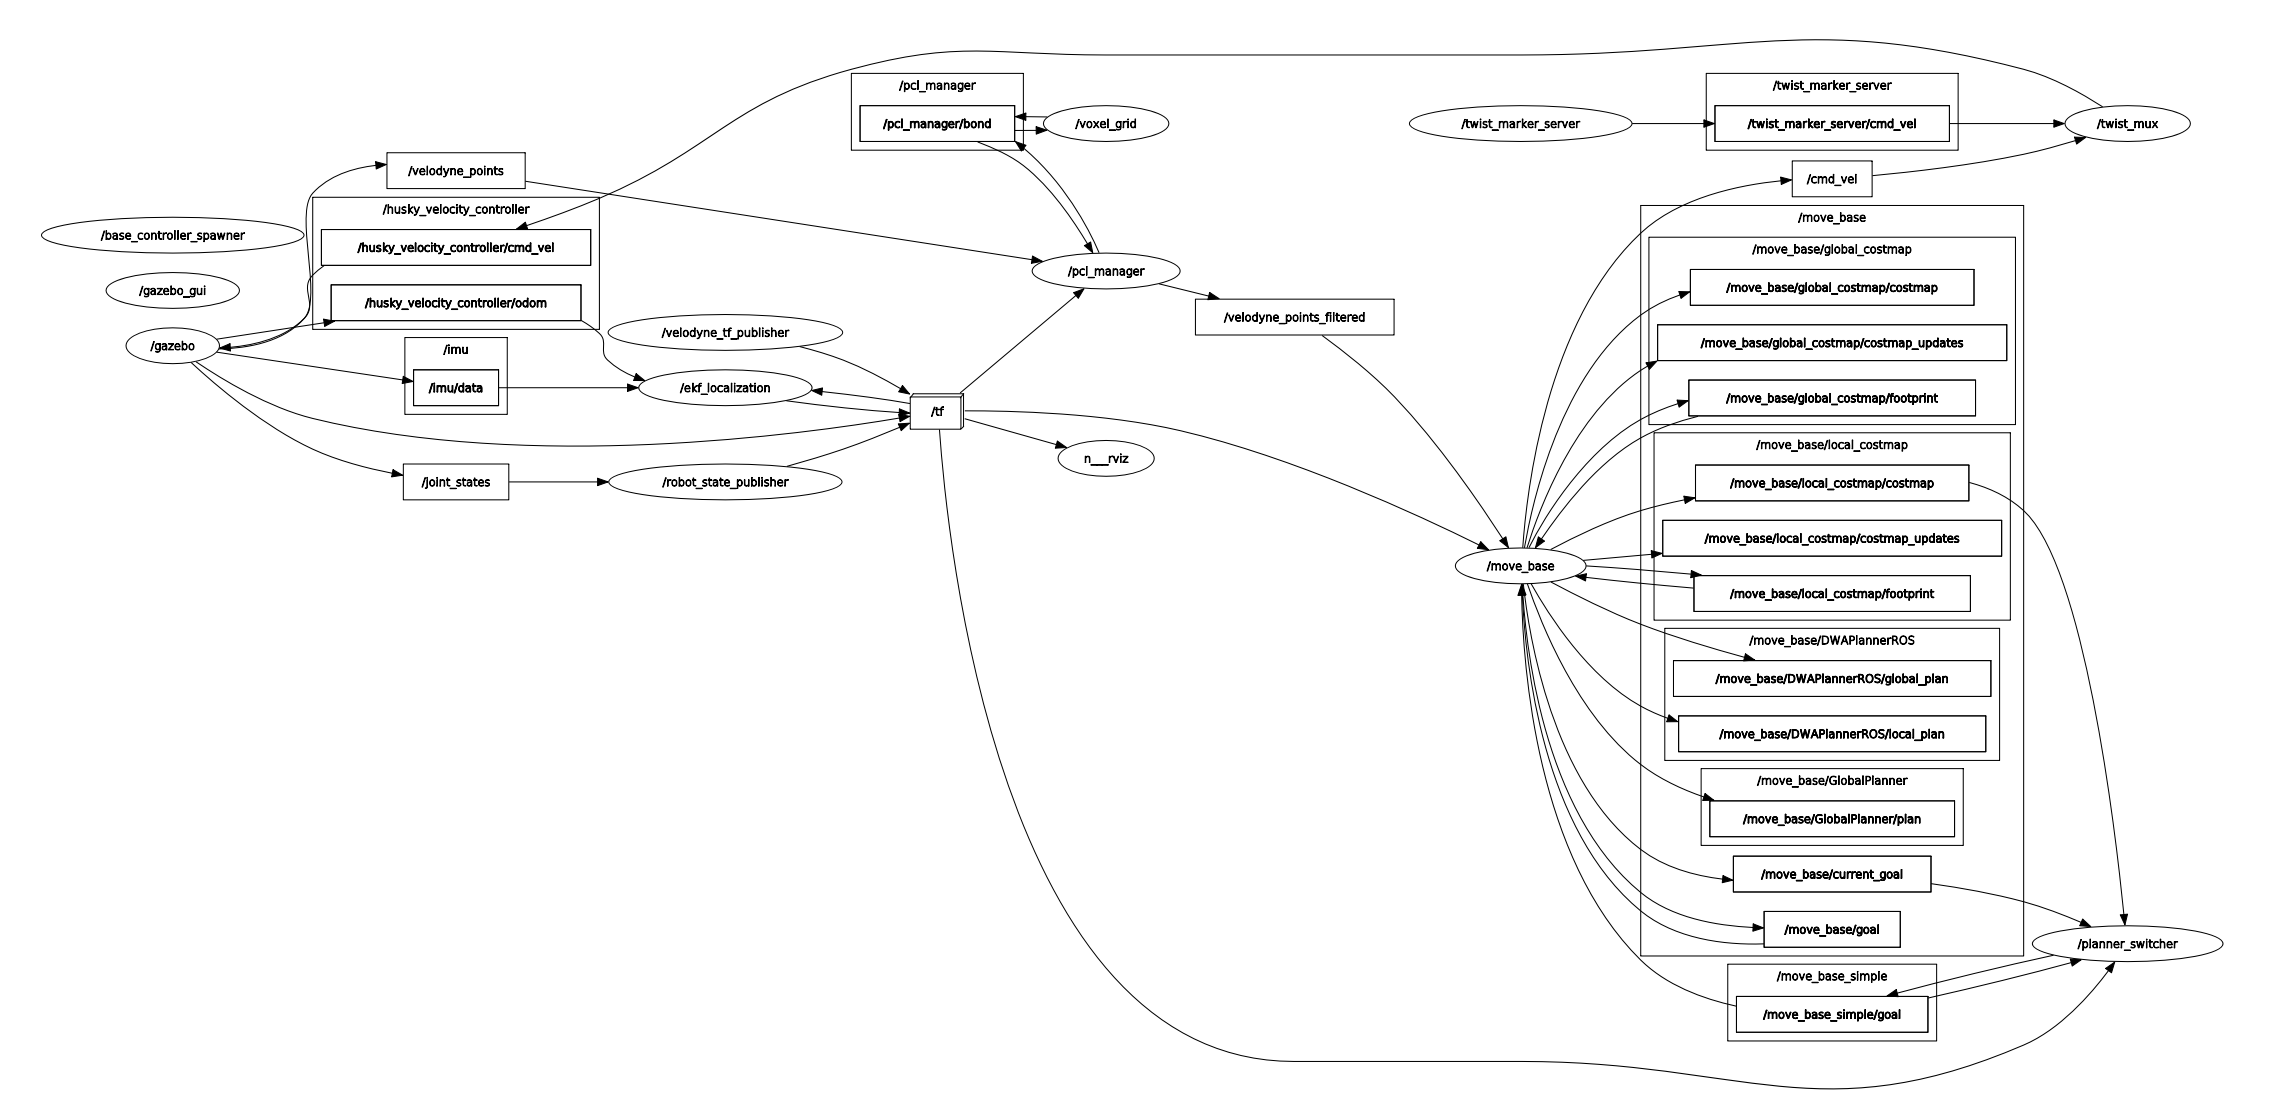 /pcl_manager
/pcl_manager/bond
/voxel_grid
/twist_marker_server
/twist_marker_server
/twist_marker_server/cmd_vel
/twist_mux
/velodyne_points
/cmd_vel
/husky_velocity_controller
/husky_velocity_controller/cmd_vel
/husky_velocity_controller/odom
/base_controller_spawner
/gazebo_gui
/gazebo
/imu
/imu/data
/velodyne_tf_publisher
/ekf_localization
/tf
/joint_states
/robot_state_publisher
/pcl_manager
/velodyne_points_filtered
n___rviz
/move_base
/move_base
/move_base/global_costmap
/move_base/global_costmap/costmap
/move_base/global_costmap/costmap_updates
/move_base/global_costmap/footprint
/move_base/local_costmap
/move_base/local_costmap/costmap
/move_base/local_costmap/costmap_updates
/move_base/local_costmap/footprint
/move_base/DWAPlannerROS
/move_base/DWAPlannerROS/global_plan
/move_base/DWAPlannerROS/local_plan
/move_base/GlobalPlanner
/move_base/GlobalPlanner/plan
/move_base/current_goal
/move_base/goal
/planner_switcher
/move_base_simple
/move_base_simple/goal